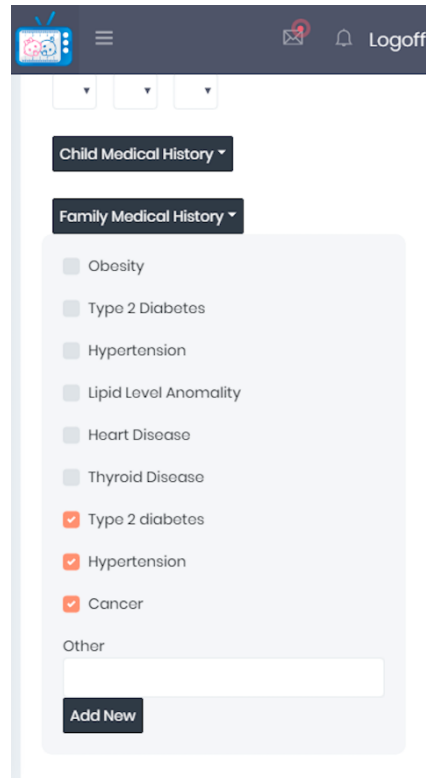 Logoff
Child Medical History
Family Medical History
Obesity
Type 2 Diabetes
Hypertension
Lipid Level Anomality
Heart Disease
Thyroid Disease
Type 2 diabetes
Hypertension
Cancer
Other
Add New